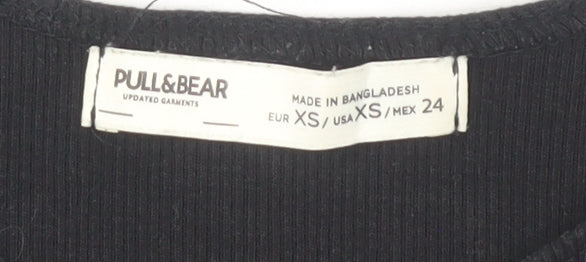 PULL&BEAR
UPDATED GARMENTS
MADE IN BANGLADESH
EUR XS / USA XS / MEX 24